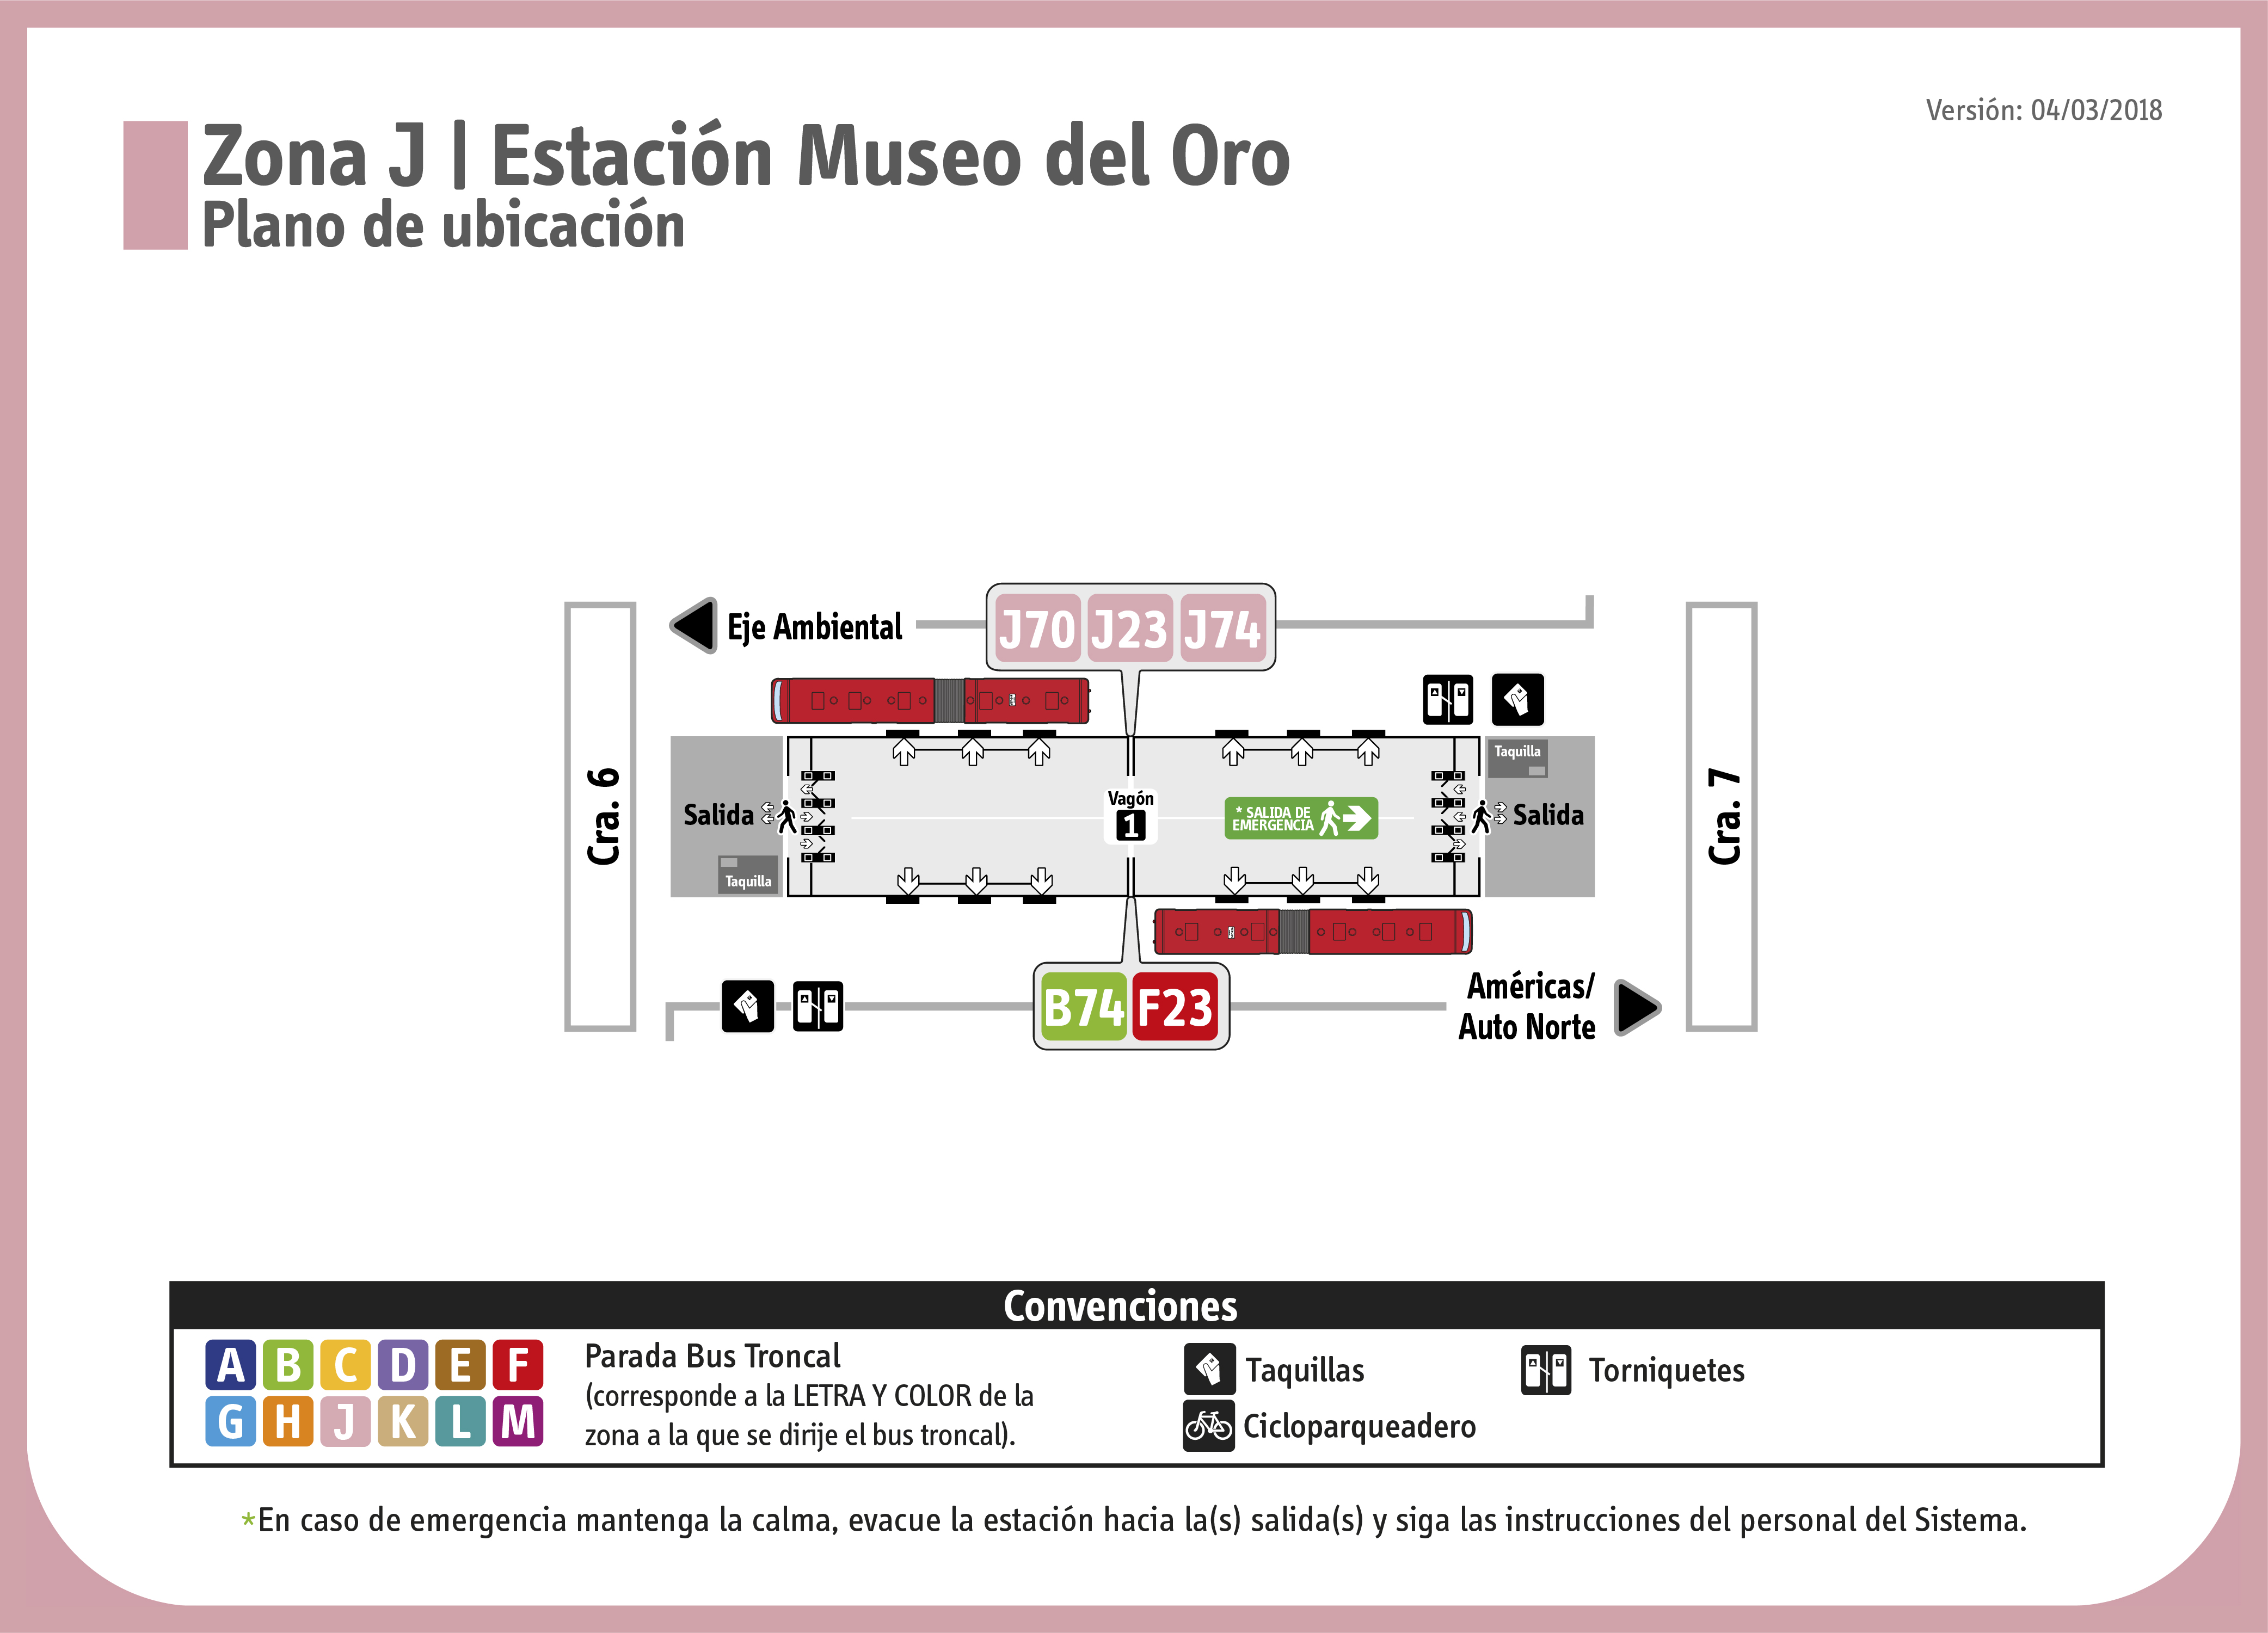 Versión: 04/03/2018
Zona J | Estación Museo del Oro
Plano de ubicación
Eje Ambiental
J70 J23 J74
Cra. 6
Cra. 7
Taquilla
Salida
Vagón
1
* SALIDA DE
EMERGENCIA
Salida
Taquilla
B74 F23
Américas/
Auto Norte
Convenciones
A B C D E F
G H J K L M
Parada Bus Troncal
(corresponde a la LETRA Y COLOR de la
zona a la que se dirije el bus troncal).
Taquillas
Cicloparqueadero
Torniquetes
*En caso de emergencia mantenga la calma, evacue la estación hacia la(s) salida(s) y siga las instrucciones del personal del Sistema.